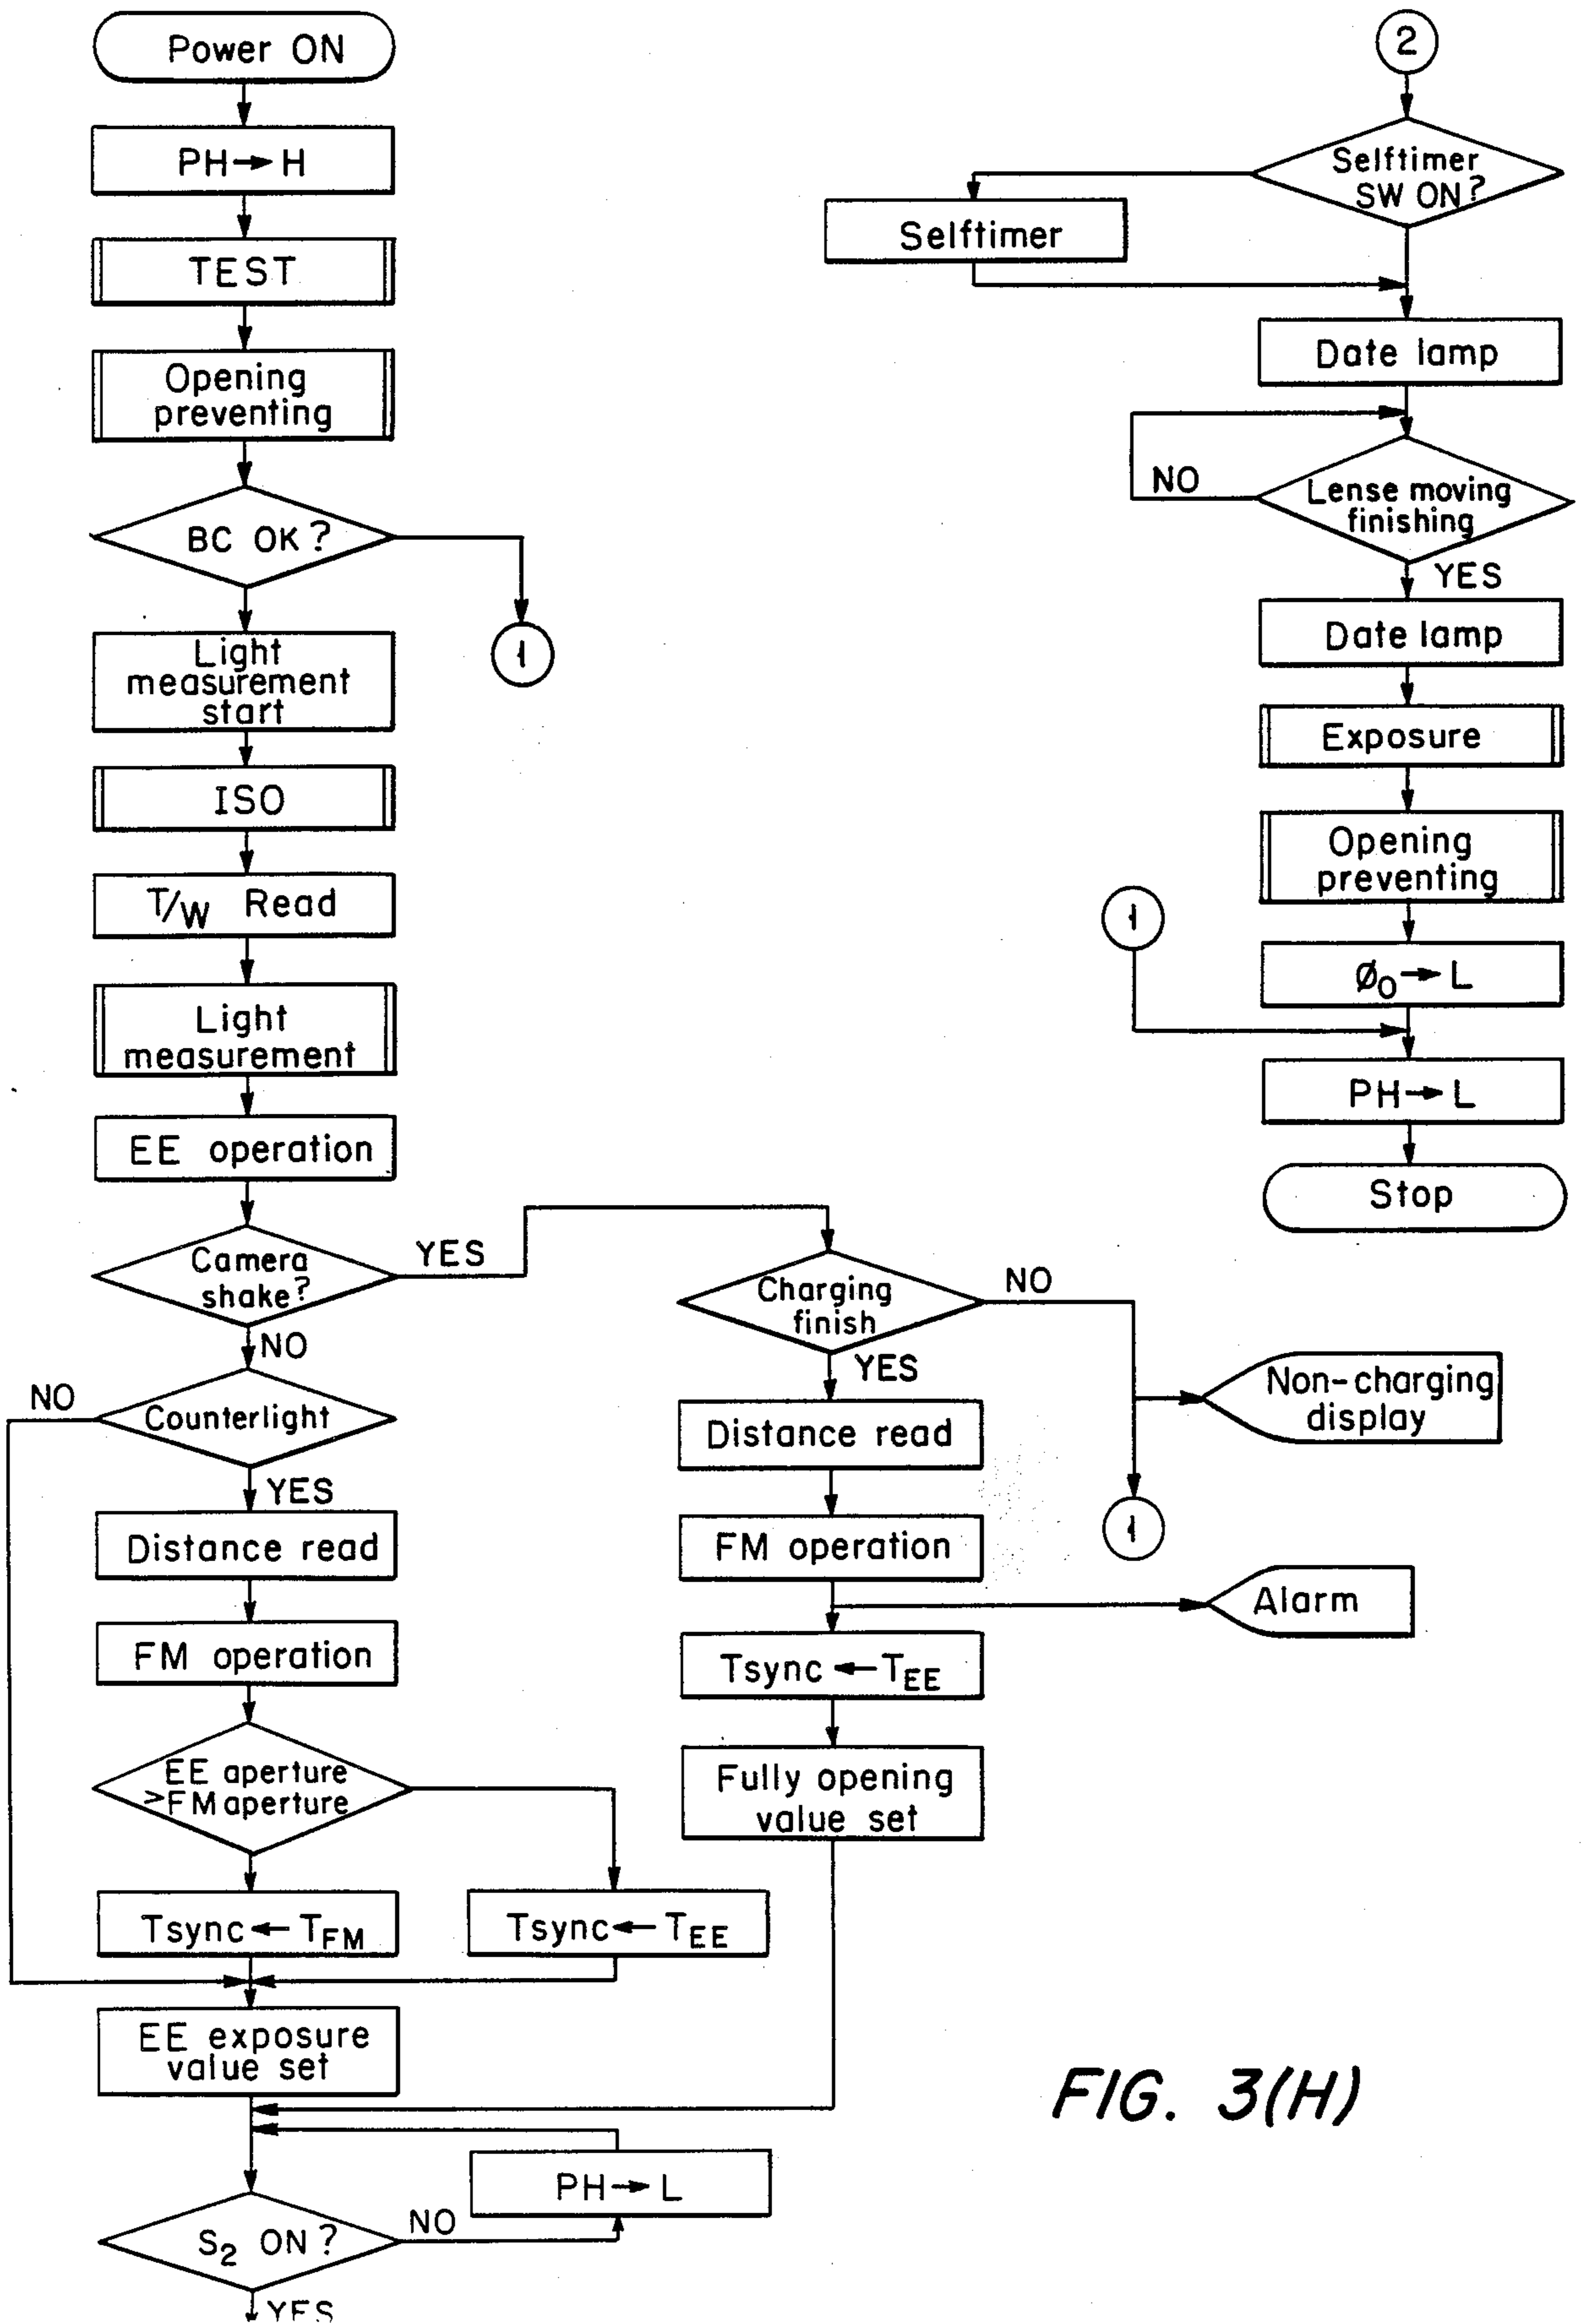 Power ON
PH→H
TEST
Opening
preventing
BC OK?
1
Light
measurement
start
ISO
T/W Read
Light
measurement
EE operation
Camera
shake?
YES
NO
Counterlight
NO
YES
Distance read
FM operation
EE aperture
>FM aperture
Tsync←TFM
Tsync←TEE
EE exposure
value set
PH→L
S2 ON?
NO
YES
Charging
finish
NO
YES
Non-charging
display
1
Distance read
FM operation
Alarm
Tsync←TEE
Fully opening
value set
2
Selftimer
SW ON?
Selftimer
Date lamp
Lense moving
finishing
NO
YES
Date lamp
Exposure
Opening
preventing
1
ø0→L
PH→L
Stop
FIG. 3(H)